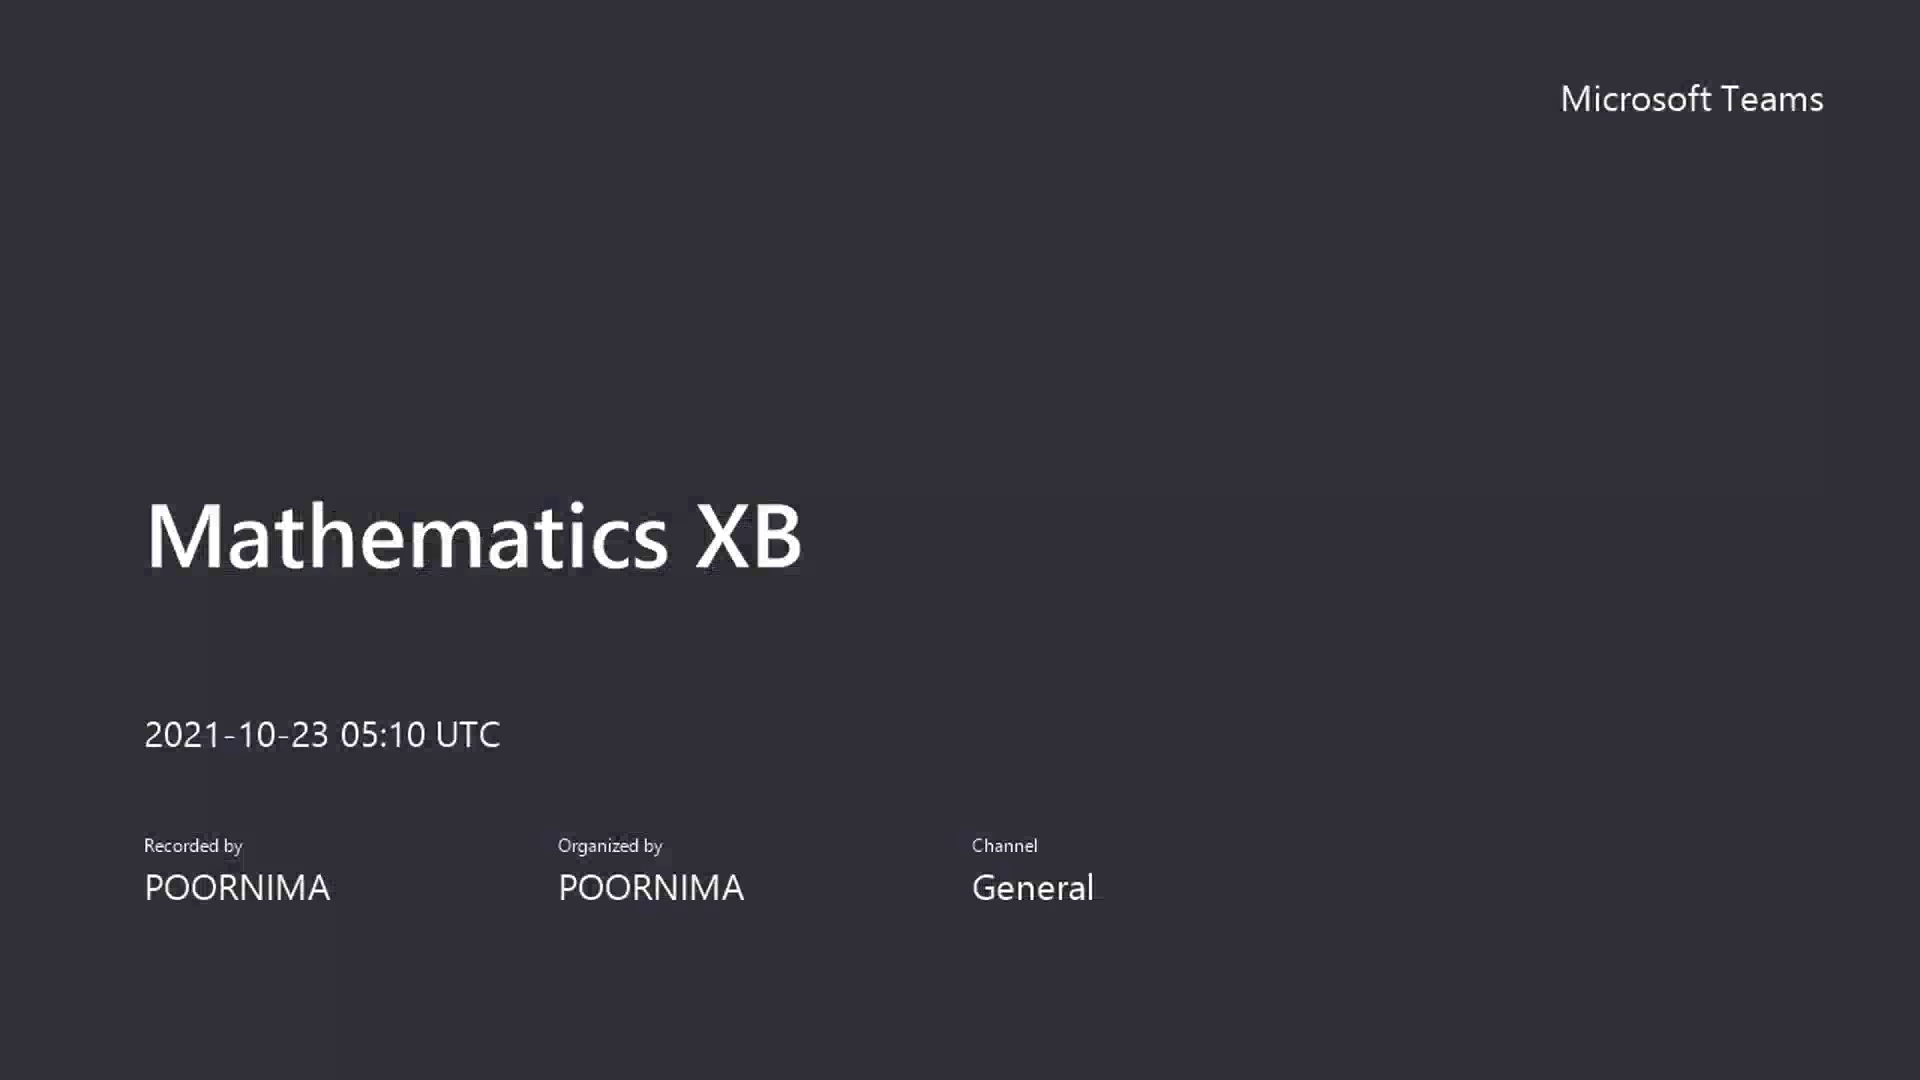 Microsoft Teams
Mathematics XB
2021-10-23 05:10 UTC
Recorded by
POORNIMA
Organized by
POORNIMA
Channel
General